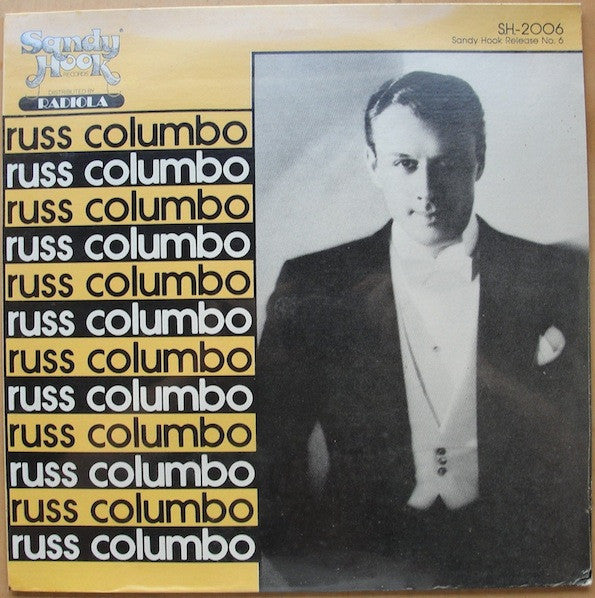 Sandy
Hook
RECORDS
DISTRIBUTED BY
RADIOLA
SH-2006
Sandy Hook Release No. 6
russ columbo
russ columbo
russ columbo
russ columbo
russ columbo
russ columbo
russ columbo
russ columbo
russ columbo
russ columbo
russ columbo
russ columbo